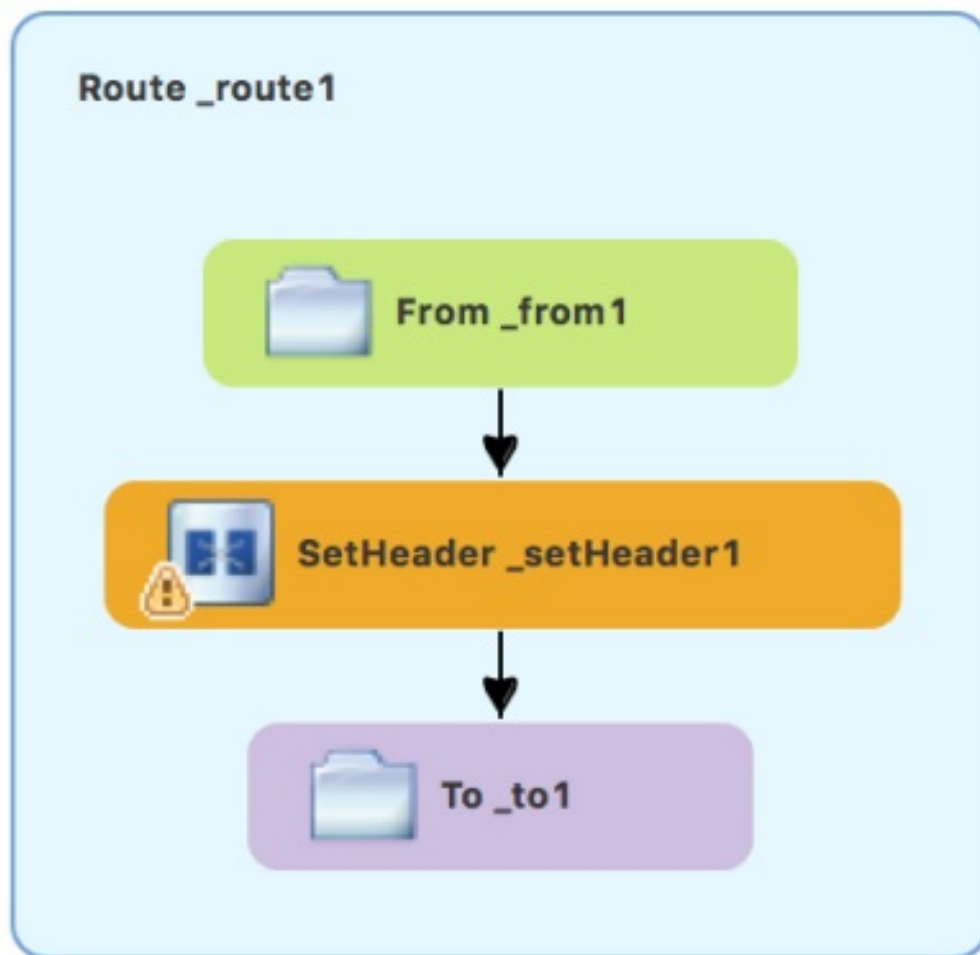 Route _route1
From _from1
SetHeader _setHeader1
To _to1